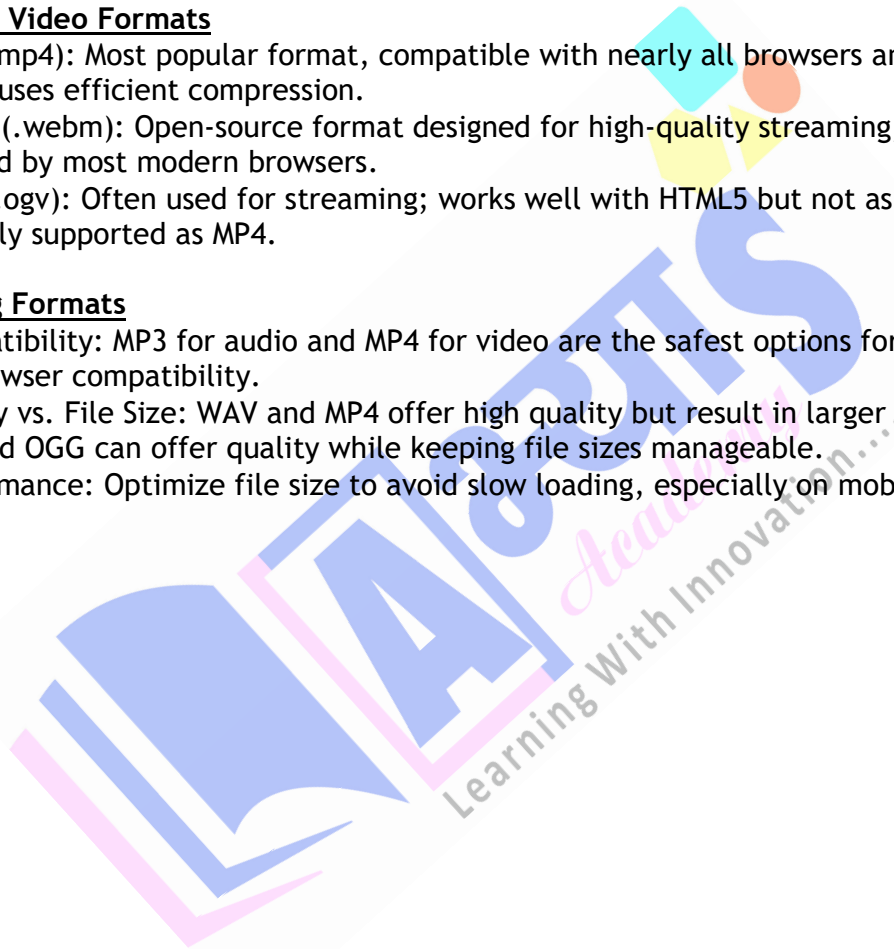 Video Formats
mp4): Most popular format, compatible with nearly all browsers
uses efficient compression.
(.webm): Open-source format designed for high-quality streaming
by most modern browsers.
ogv): Often used for streaming; works well with HTML5 but not as
ly supported as MP4.
Formats
atibility: MP3 for audio and MP4 for video are the safest options for
wser compatibility.
y vs. File Size: WAV and MP4 offer high quality but result in larger
d OGG can offer quality while keeping file sizes manageable.
mance: Optimize file size to avoid slow loading, especially on mob
Academy
Learning With Innovation...